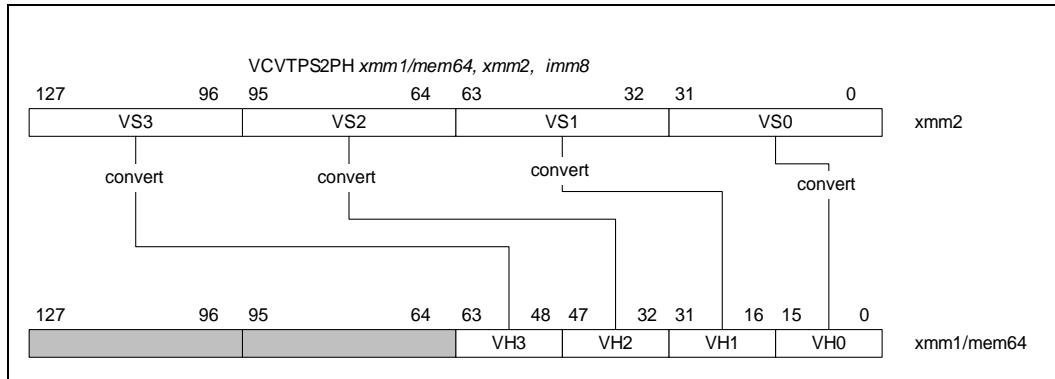 VCVTPS2PH xmm1/mem64, xmm2, imm8
127 96 95 64 63 32 31 0
VS3 VS2 VS1 VS0 xmm2
convert convert convert convert
127 96 95 64 63 48 47 32 31 16 15 0
VH3 VH2 VH1 VH0 xmm1/mem64